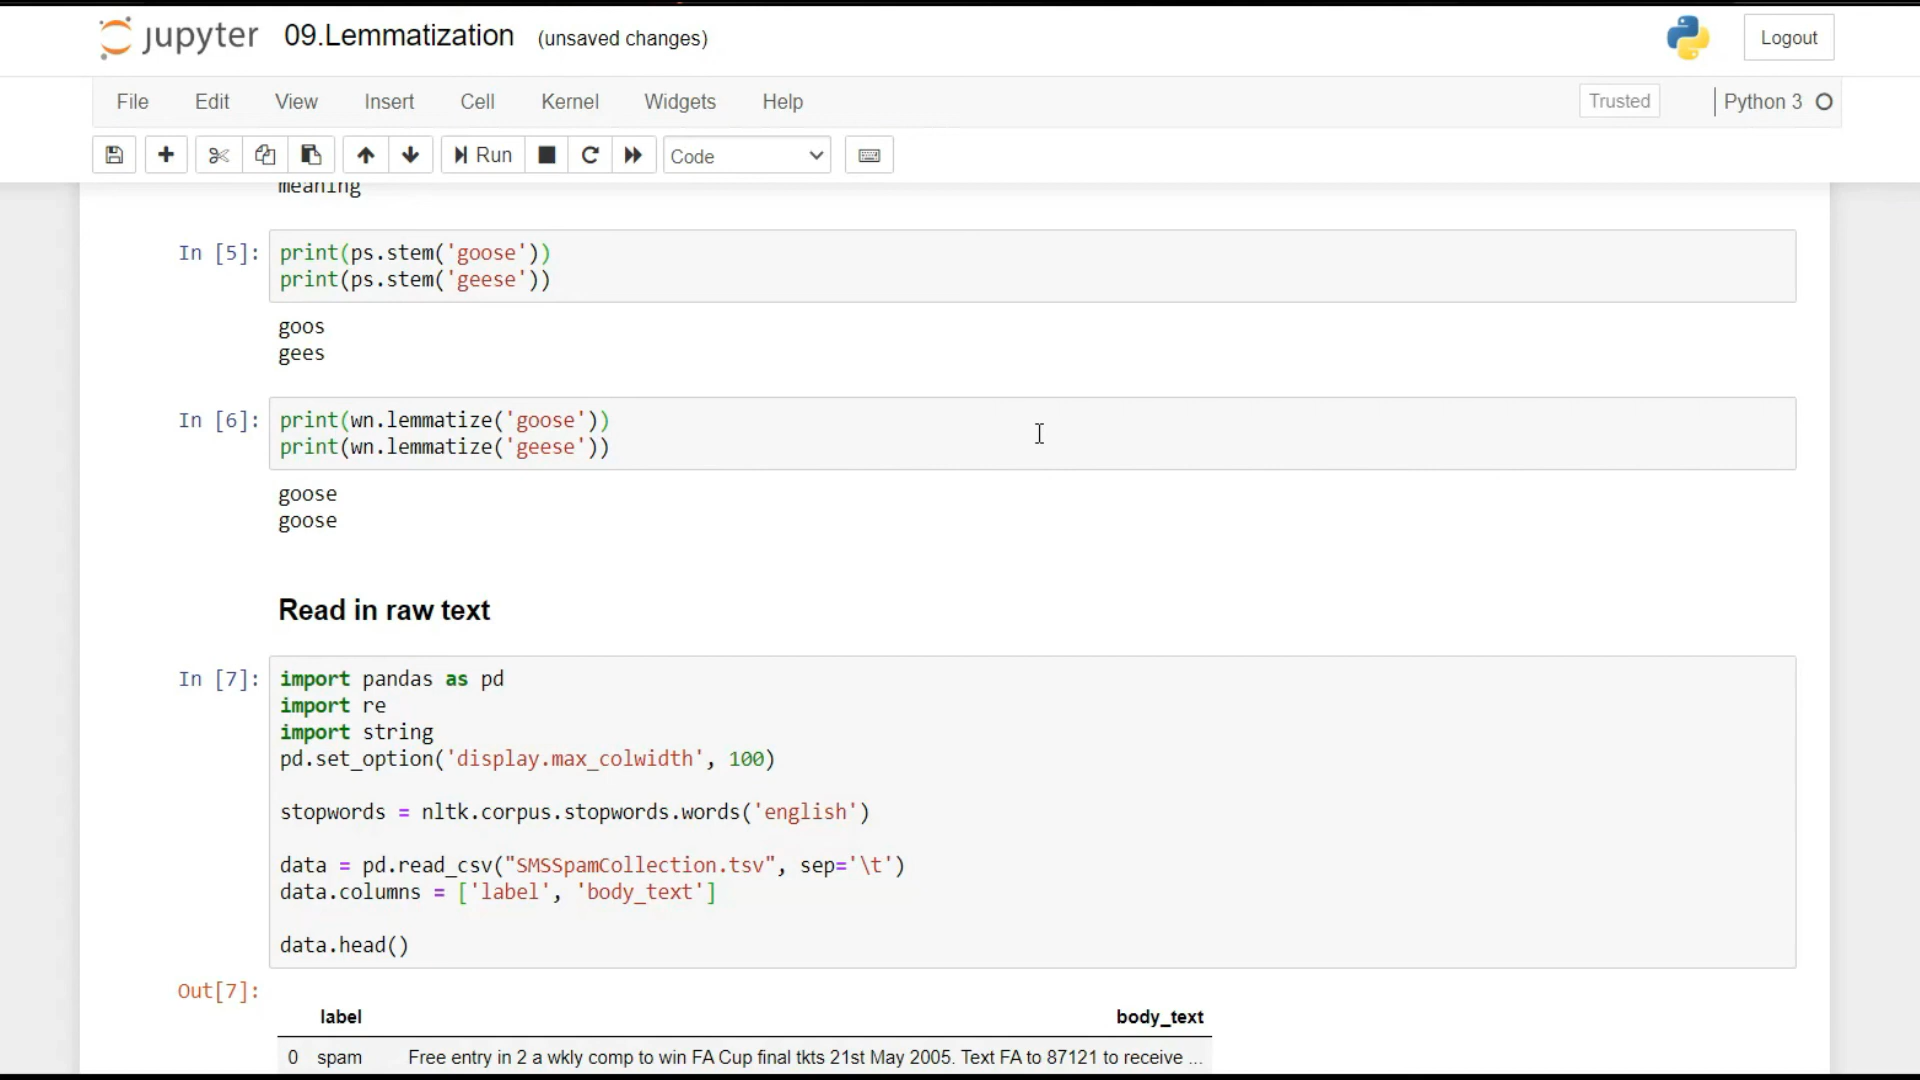 jupyter 09.Lemmatization (unsaved changes) Logout
File Edit View Insert Cell Kernel Widgets Help Trusted Python 3
Run Code
meaning
In [5]: print(ps.stem('goose'))
print(ps.stem('geese'))
goos
gees
In [6]: print(wn.lemmatize('goose'))
print(wn.lemmatize('geese'))
goose
goose
Read in raw text
In [7]: import pandas as pd
import re
import string
pd.set_option('display.max_colwidth', 100)
stopwords = nltk.corpus.stopwords.words('english')
data = pd.read_csv("SMSSpamCollection.tsv", sep='\t')
data.columns = ['label', 'body_text']
data.head()
Out[7]:
label body_text
0 spam Free entry in 2 a wkly comp to win FA Cup final tkts 21st May 2005. Text FA to 87121 to receive ...